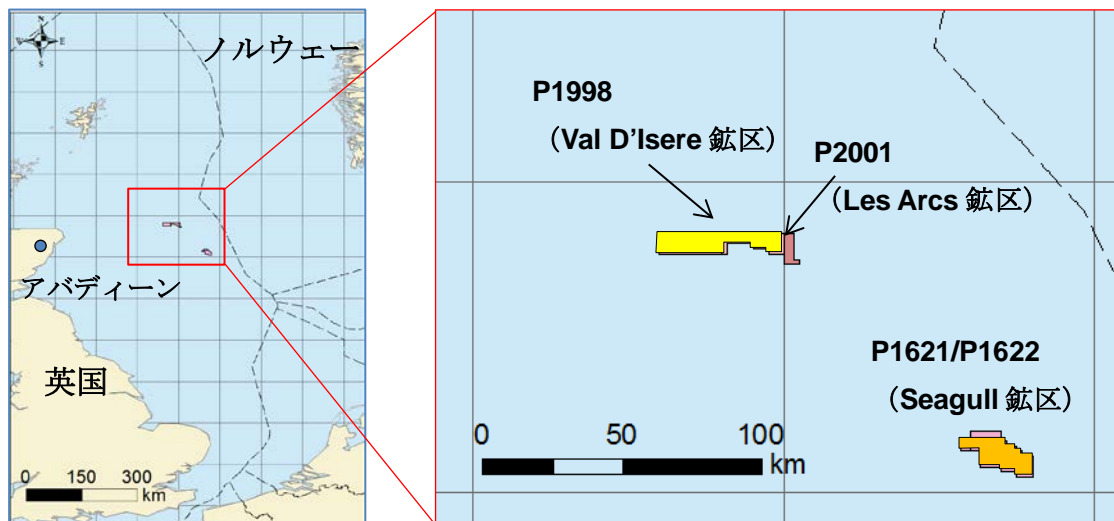 N
W
E
S
ノルウェー
アバディーン
英国
0 150 300
km
P1998
（Val D'Isere 鉱区）
P2001
（Les Arcs 鉱区）
P1621/P1622
（Seagull 鉱区）
0 50 100
km